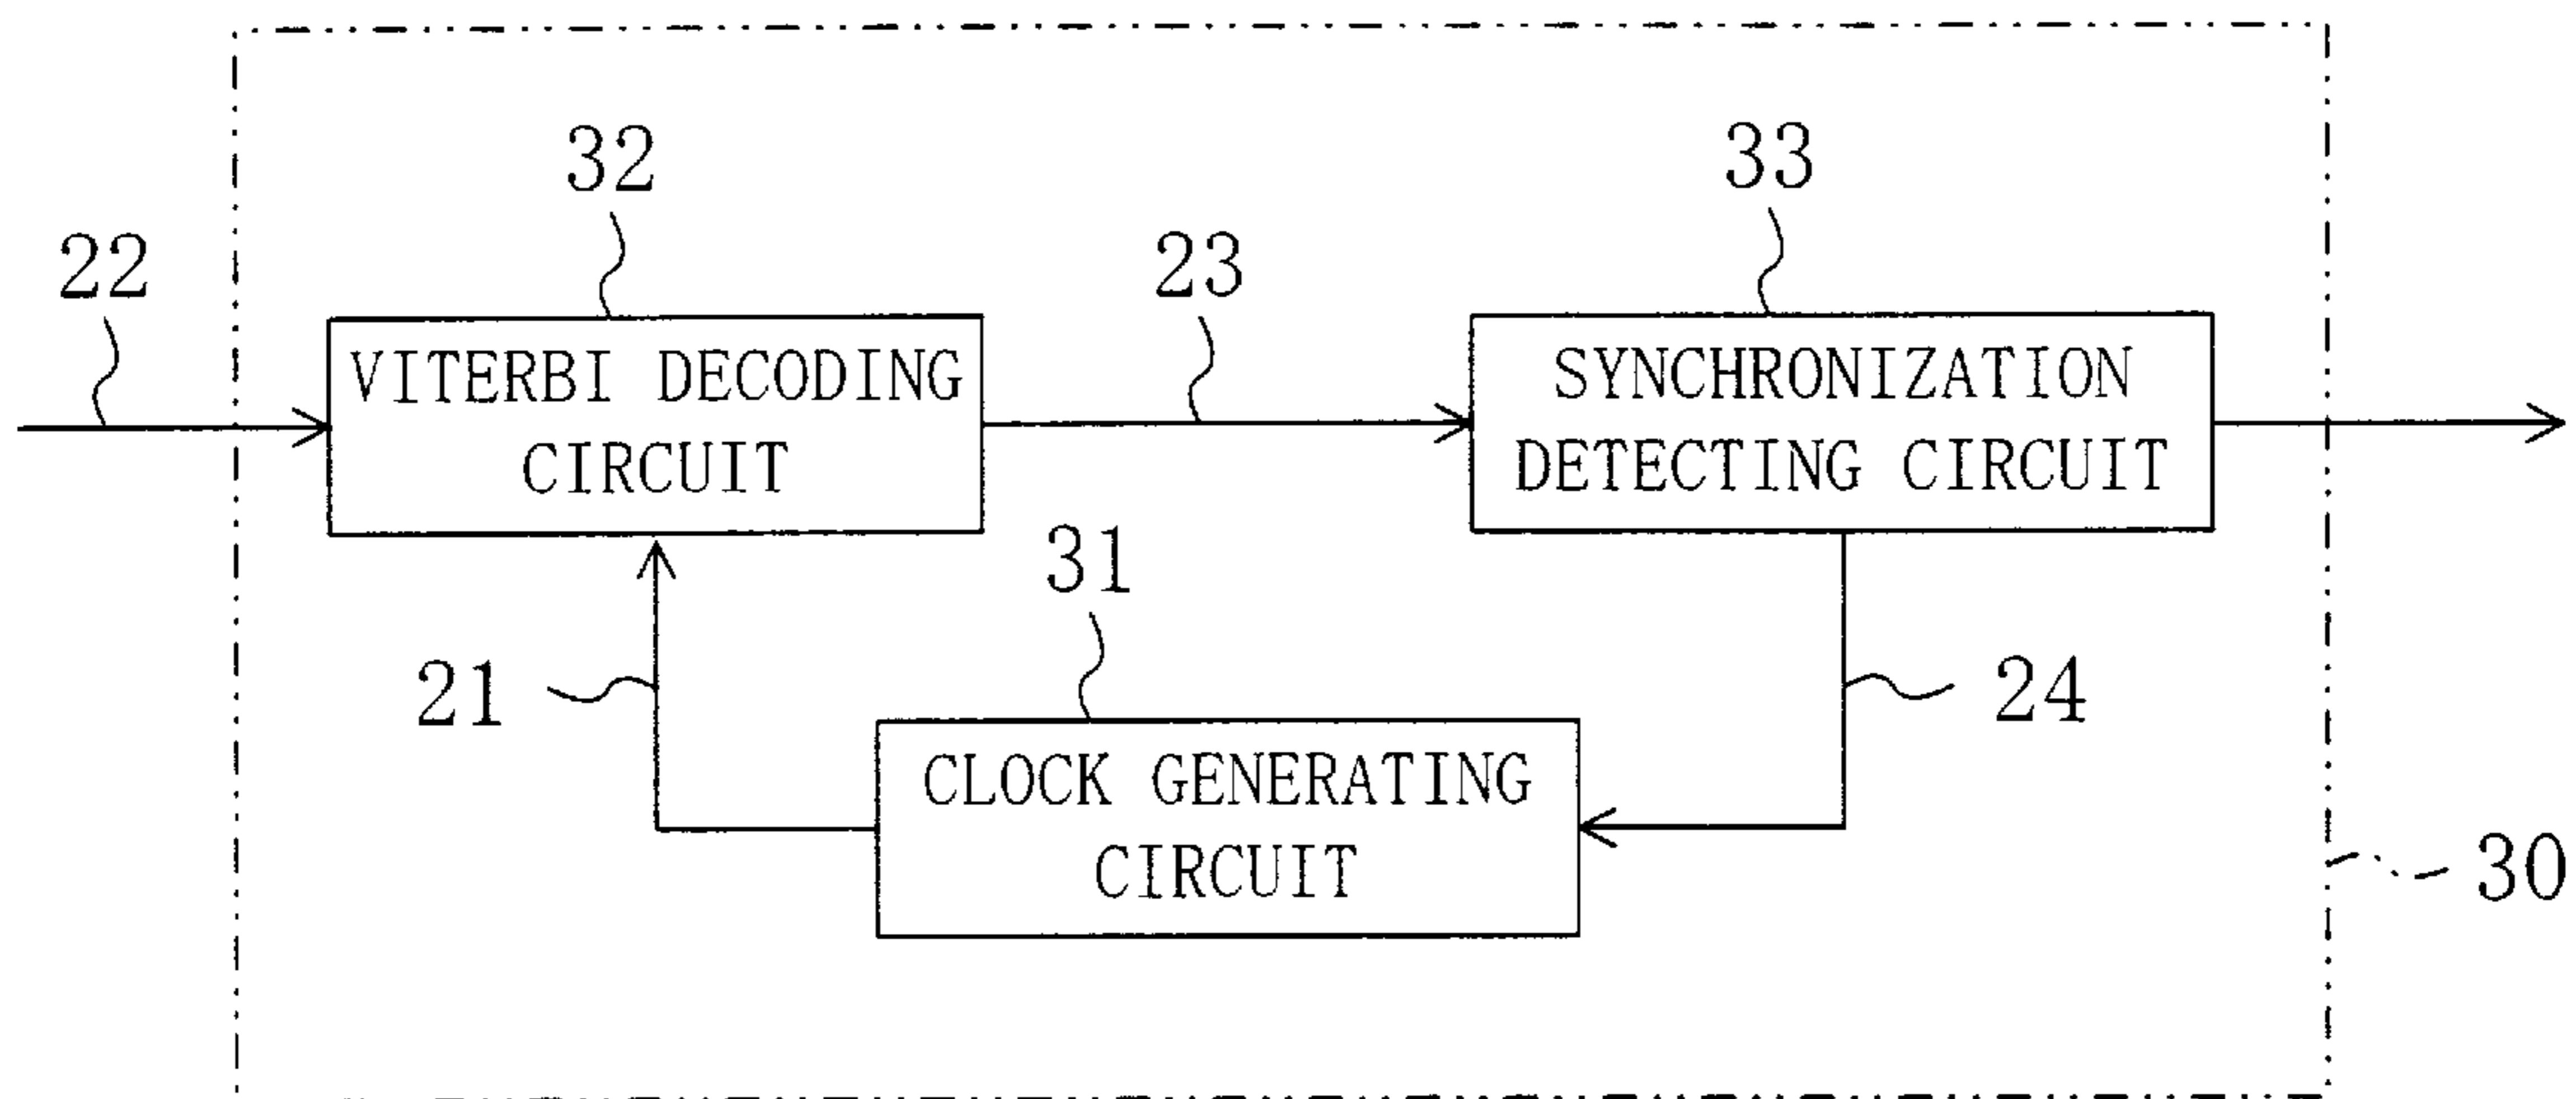 32
33
22
23
VITERBI DECODING
CIRCUIT
SYNCHRONIZATION
DETECTING CIRCUIT
31
21
24
CLOCK GENERATING
CIRCUIT
30